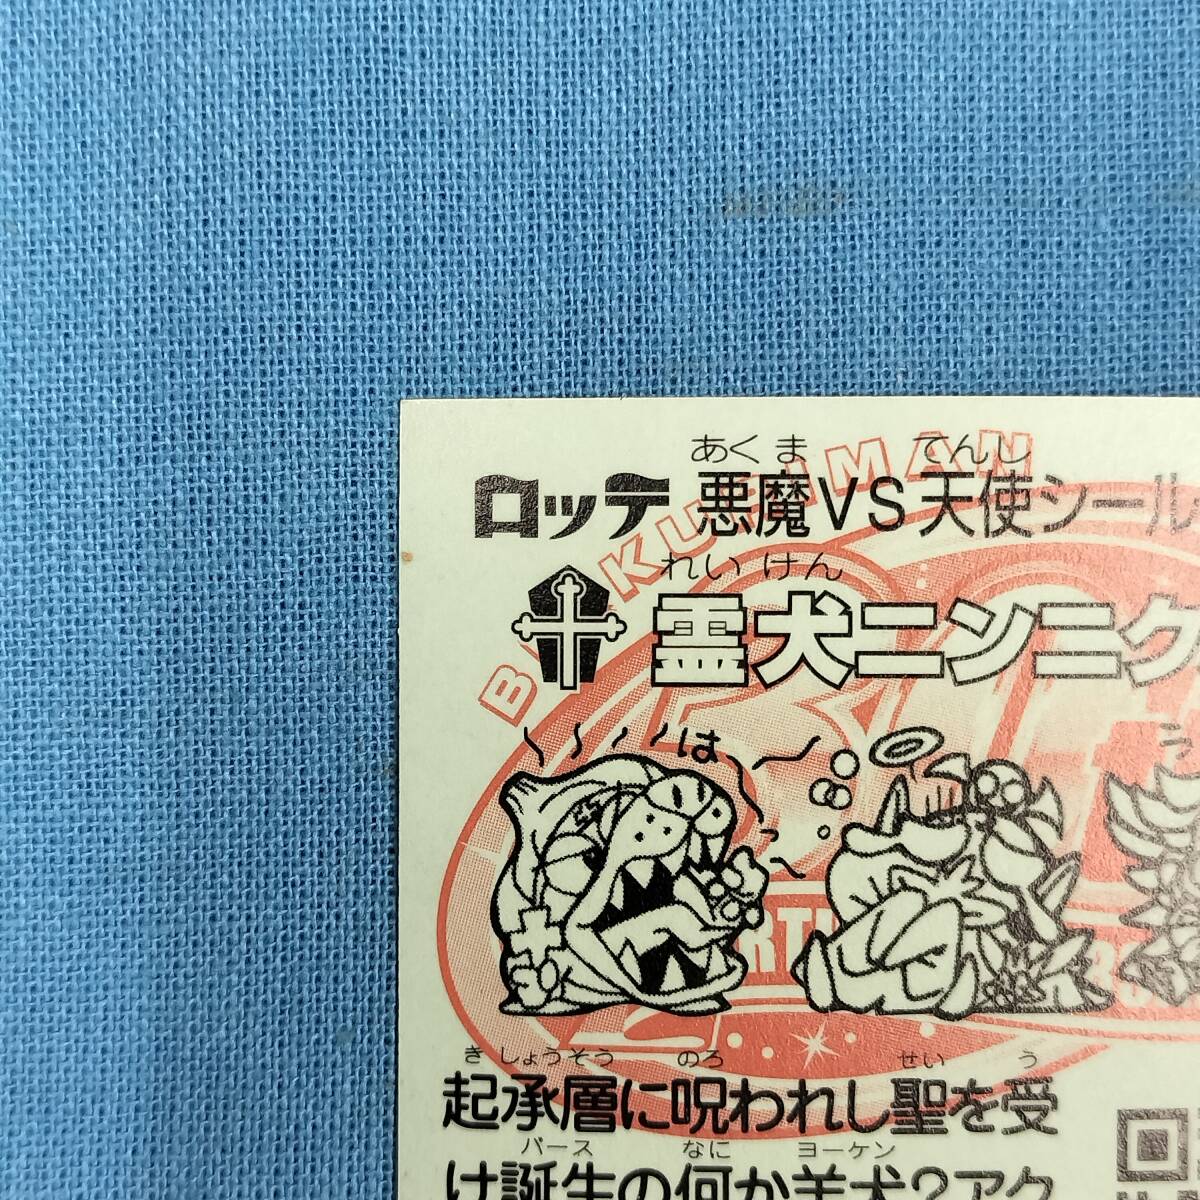 あくま てんし
ロッテ 悪魔VS天使シール
BIKKURIMAN
れいけん
霊犬ニンニク
は
う
き しょうそう のろ せい う
起承層に呪われし聖を受
バース なに ヨーケン
け誕生の何か羊犬?アク